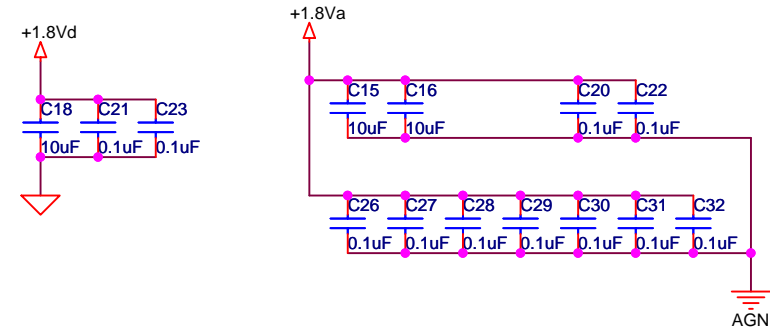 +1.8Va
+1.8Vd
C15 C16 C20 C22
10uF 10uF 0.1uF 0.1uF
C18 C21 C23
10uF 0.1uF 0.1uF
C26 C27 C28 C29 C30 C31 C32
0.1uF 0.1uF 0.1uF 0.1uF 0.1uF 0.1uF 0.1uF
AGN